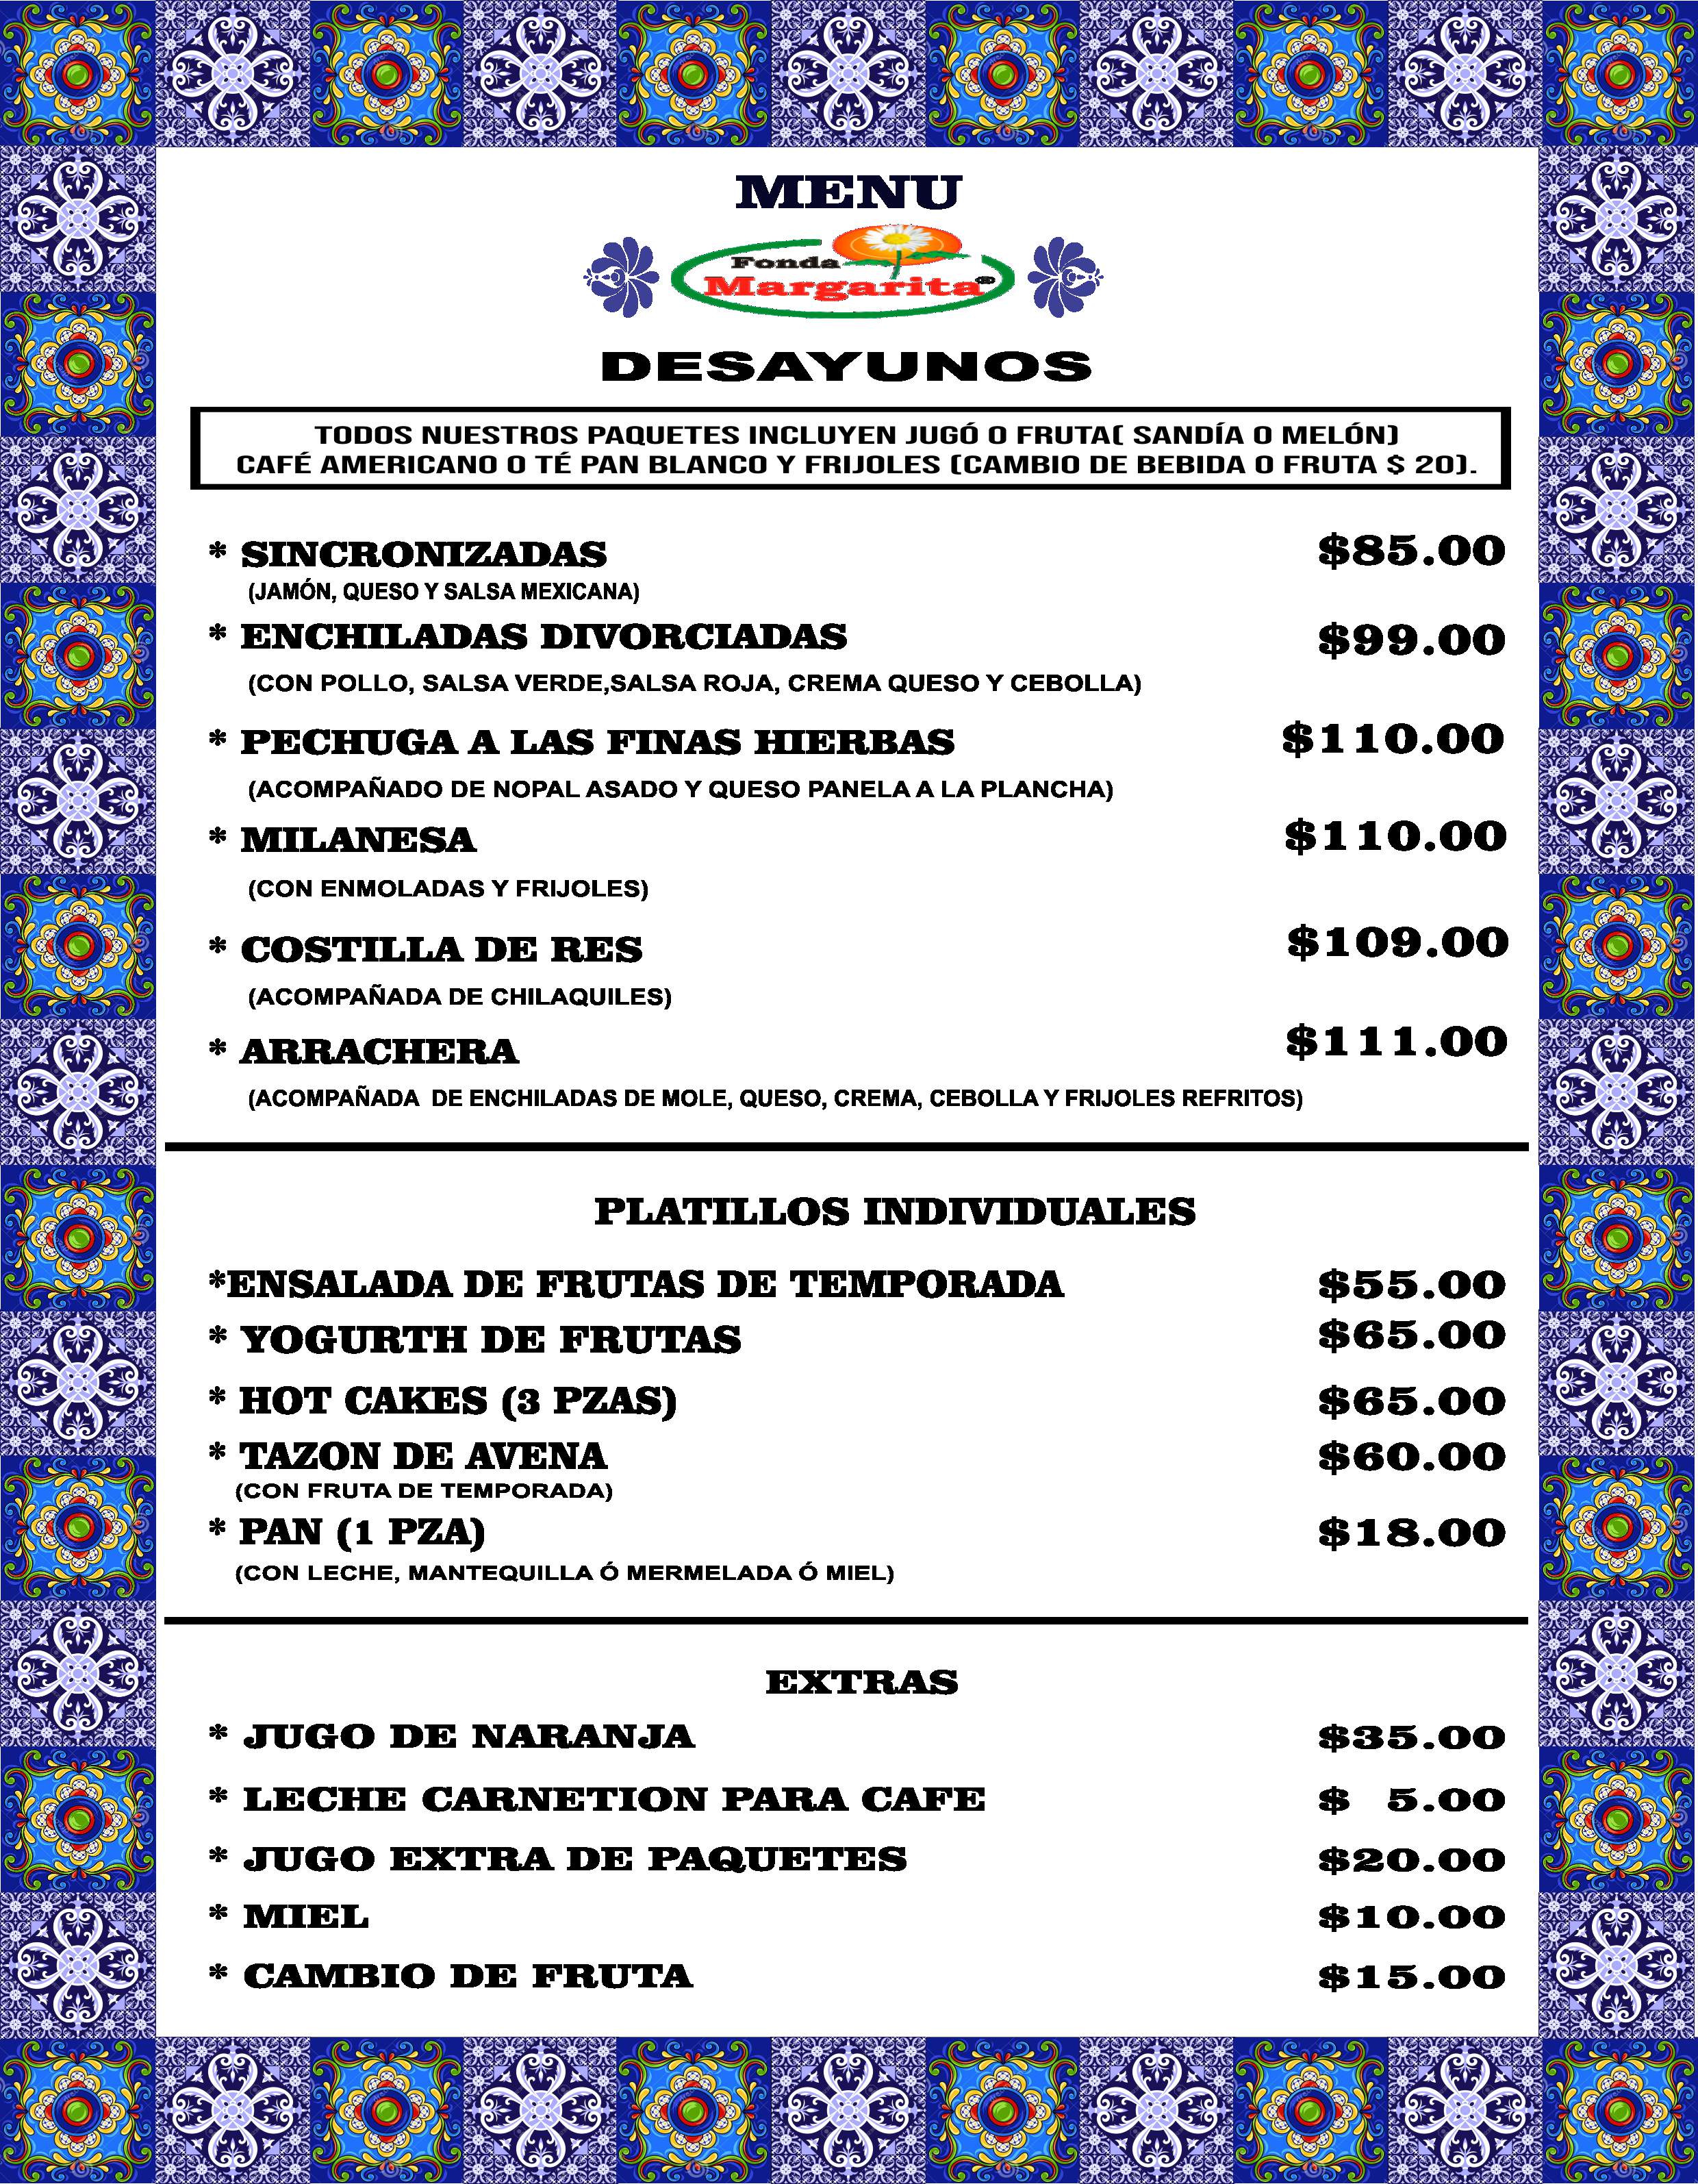 MENU
Fonda
Margarita®
DESAYUNOS
TODOS NUESTROS PAQUETES INCLUYEN JUGÓ O FRUTA( SANDÍA O MELÓN)
CAFÉ AMERICANO O TÉ PAN BLANCO Y FRIJOLES (CAMBIO DE BEBIDA O FRUTA $ 20).
* SINCRONIZADAS $85.00
(JAMÓN, QUESO Y SALSA MEXICANA)
* ENCHILADAS DIVORCIADAS $99.00
(CON POLLO, SALSA VERDE,SALSA ROJA, CREMA QUESO Y CEBOLLA)
* PECHUGA A LAS FINAS HIERBAS $110.00
(ACOMPAÑADO DE NOPAL ASADO Y QUESO PANELA A LA PLANCHA)
* MILANESA $110.00
(CON ENMOLADAS Y FRIJOLES)
* COSTILLA DE RES $109.00
(ACOMPAÑADA DE CHILAQUILES)
* ARRACHERA $111.00
(ACOMPAÑADA DE ENCHILADAS DE MOLE, QUESO, CREMA, CEBOLLA Y FRIJOLES REFRITOS)
PLATILLOS INDIVIDUALES
*ENSALADA DE FRUTAS DE TEMPORADA $55.00
* YOGURTH DE FRUTAS $65.00
* HOT CAKES (3 PZAS) $65.00
* TAZON DE AVENA $60.00
(CON FRUTA DE TEMPORADA)
* PAN (1 PZA) $18.00
(CON LECHE, MANTEQUILLA Ó MERMELADA Ó MIEL)
EXTRAS
* JUGO DE NARANJA $35.00
* LECHE CARNETION PARA CAFE $ 5.00
* JUGO EXTRA DE PAQUETES $20.00
* MIEL $10.00
* CAMBIO DE FRUTA $15.00